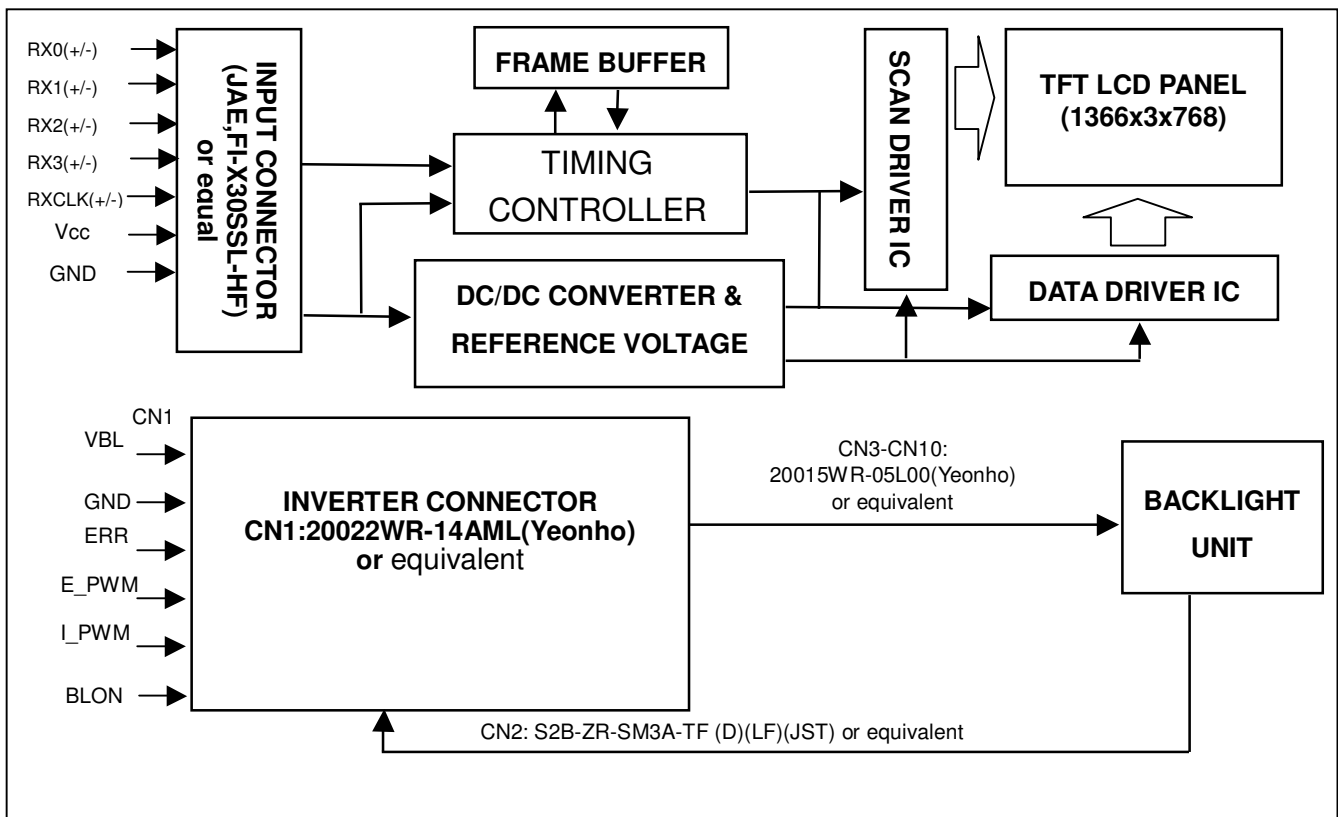 RX0(+/-)
RX1(+/-)
RX2(+/-)
RX3(+/-)
RXCLK(+/-)
Vcc
GND
INPUT CONNECTOR
(JAE,FI-X30SSL-HF)
or equal
FRAME BUFFER
TIMING
CONTROLLER
SCAN DRIVER IC
TFT LCD PANEL
(1366x3x768)
DC/DC CONVERTER &
REFERENCE VOLTAGE
DATA DRIVER IC
CN1
VBL
GND
ERR
E_PWM
I_PWM
BLON
INVERTER CONNECTOR
CN1:20022WR-14AML(Yeonho)
or equivalent
CN3-CN10:
20015WR-05L00(Yeonho)
or equivalent
BACKLIGHT
UNIT
CN2: S2B-ZR-SM3A-TF (D)(LF)(JST) or equivalent